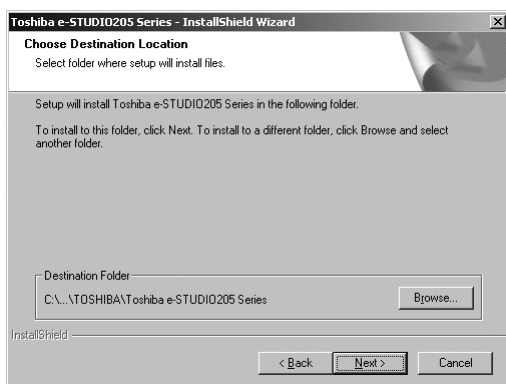 Toshiba e-STUDIO205 Series - InstallShield Wizard
Choose Destination Location
Select folder where setup will install files.
Setup will install Toshiba e-STUDIO205 Series in the following folder.
To install to this folder, click Next. To install to a different folder, click Browse and select
another folder.
Destination Folder
C:\...\TOSHIBA\Toshiba e-STUDIO205 Series
Browse...
InstallShield
< Back
Next >
Cancel